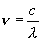 ν = c/λ